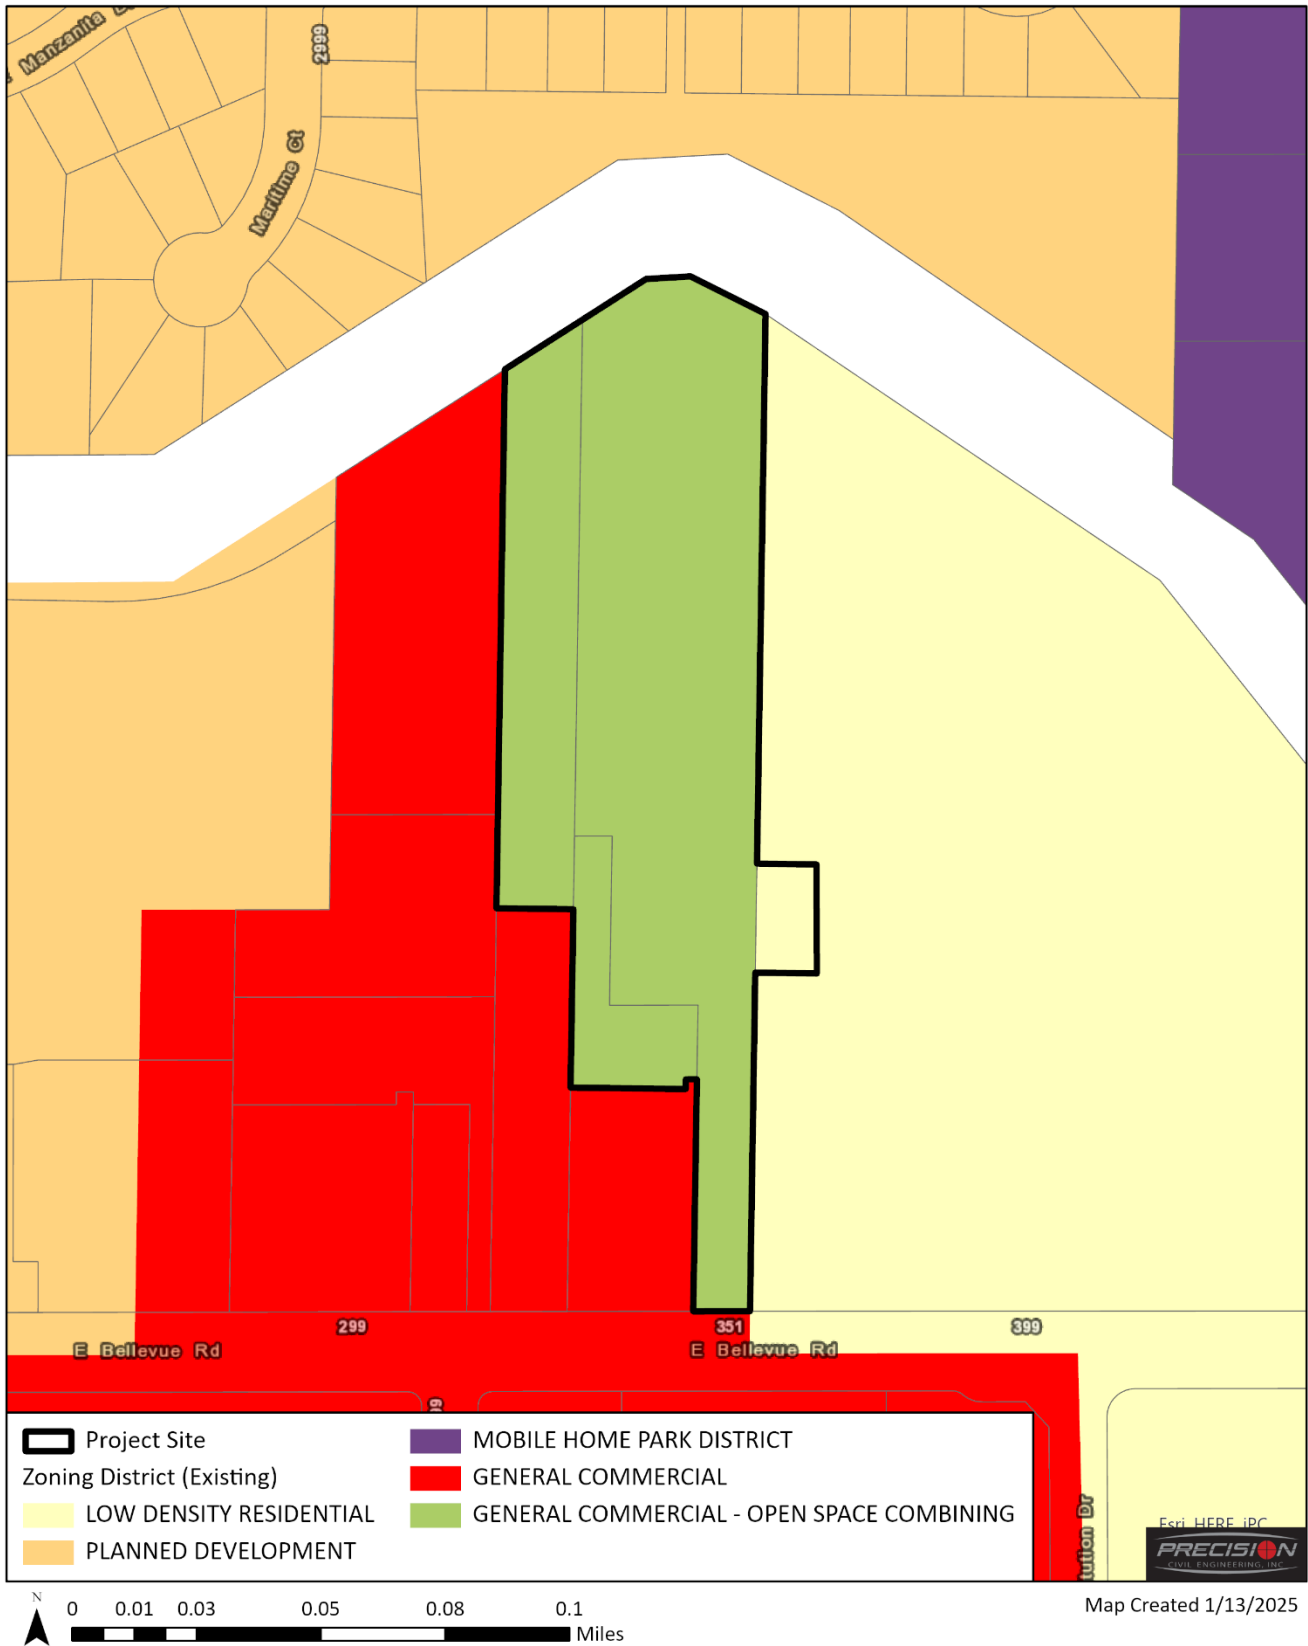 Manzanita
2999
Maritime Ct
299
351
399
E Bellevue Rd
E Bellevue Rd
Project Site
Zoning District (Existing)
LOW DENSITY RESIDENTIAL
PLANNED DEVELOPMENT
MOBILE HOME PARK DISTRICT
GENERAL COMMERCIAL
GENERAL COMMERCIAL - OPEN SPACE COMBINING
Esri, HERE, iPC
PRECISION
CIVIL ENGINEERING, INC
N
0 0.01 0.03 0.05 0.08 0.1
Miles
Map Created 1/13/2025